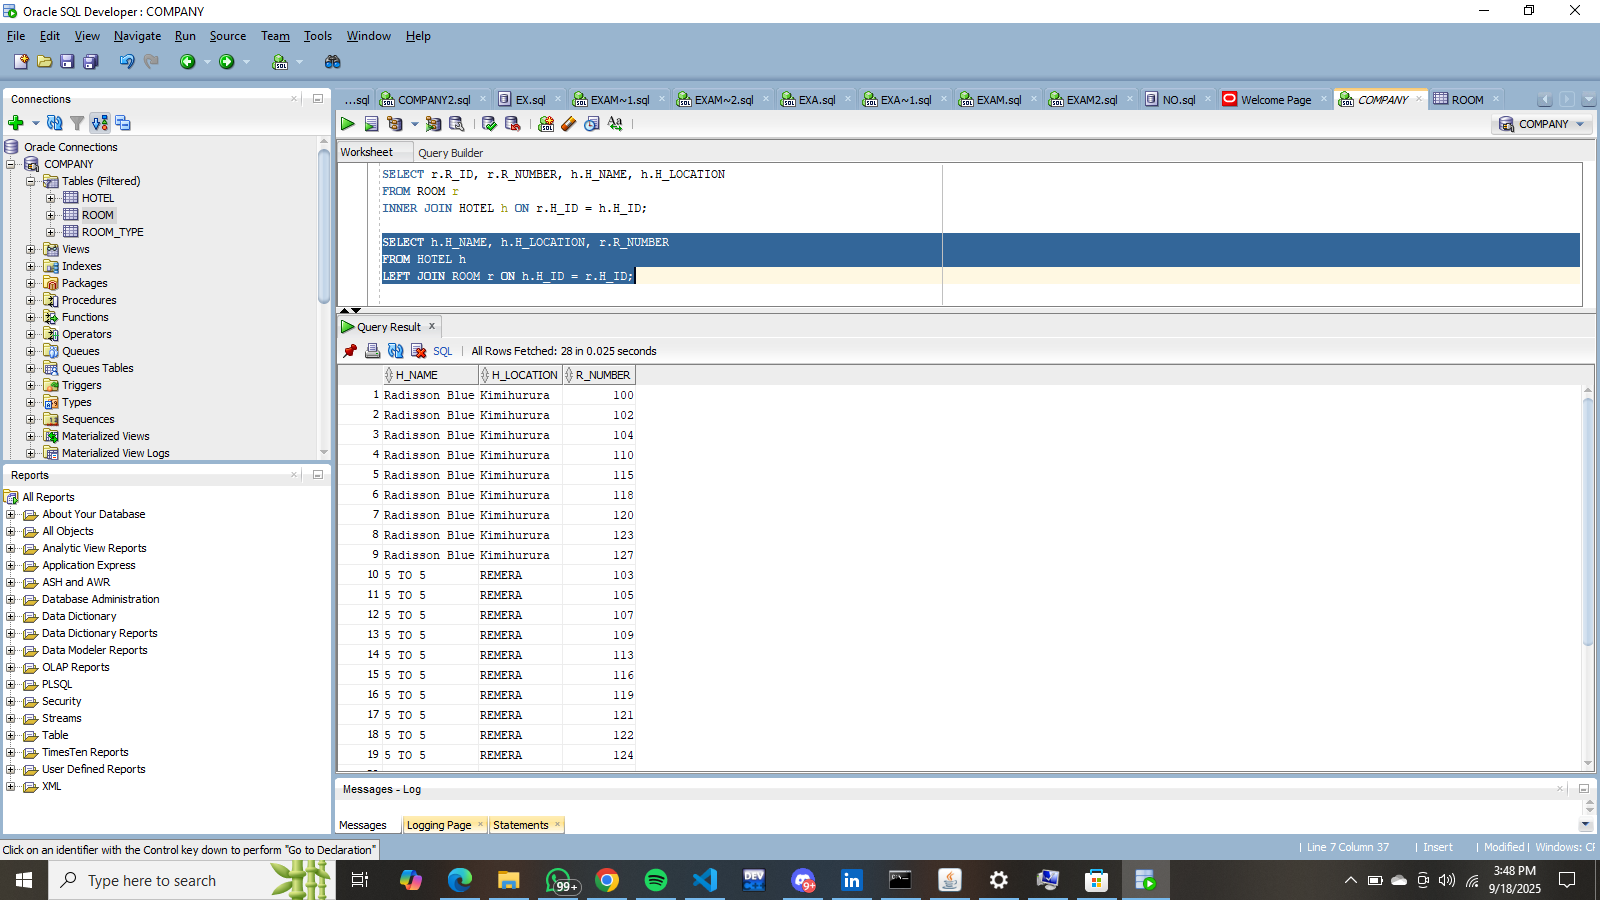 Oracle SQL Developer : COMPANY
File Edit View Navigate Run Source Team Tools Window Help
Connections
Oracle Connections
COMPANY
Tables (Filtered)
HOTEL
ROOM
ROOM_TYPE
Views
Indexes
Packages
Procedures
Functions
Operators
Queues
Queues Tables
Triggers
Types
Sequences
Materialized Views
Materialized View Logs
Reports
All Reports
About Your Database
All Objects
Analytic View Reports
Application Express
ASH and AWR
Database Administration
Data Dictionary
Data Dictionary Reports
Data Modeler Reports
OLAP Reports
PLSQL
Security
Streams
Table
TimesTen Reports
User Defined Reports
XML
...sql COMPANY2.sql EX.sql EXAM~1.sql EXAM~2.sql EXA.sql EXA~1.sql EXAM.sql EXAM2.sql NO.sql Welcome Page COMPANY ROOM
COMPANY
Worksheet Query Builder
SELECT r.R_ID, r.R_NUMBER, h.H_NAME, h.H_LOCATION
FROM ROOM r
INNER JOIN HOTEL h ON r.H_ID = h.H_ID;
SELECT h.H_NAME, h.H_LOCATION, r.R_NUMBER
FROM HOTEL h
LEFT JOIN ROOM r ON h.H_ID = r.H_ID;
Query Result
SQL | All Rows Fetched: 28 in 0.025 seconds
H_NAME H_LOCATION R_NUMBER
1 Radisson Blue Kimihurura 100
2 Radisson Blue Kimihurura 102
3 Radisson Blue Kimihurura 104
4 Radisson Blue Kimihurura 110
5 Radisson Blue Kimihurura 115
6 Radisson Blue Kimihurura 118
7 Radisson Blue Kimihurura 120
8 Radisson Blue Kimihurura 123
9 Radisson Blue Kimihurura 127
10 5 TO 5 REMERA 103
11 5 TO 5 REMERA 105
12 5 TO 5 REMERA 107
13 5 TO 5 REMERA 109
14 5 TO 5 REMERA 113
15 5 TO 5 REMERA 116
16 5 TO 5 REMERA 119
17 5 TO 5 REMERA 121
18 5 TO 5 REMERA 122
19 5 TO 5 REMERA 124
Messages - Log
Messages Logging Page Statements
Click on an identifier with the Control key down to perform "Go to Declaration"
Line 7 Column 37 | Insert | Modified | Windows: CF
Type here to search
99+
DEV
9+
3:48 PM
9/18/2025